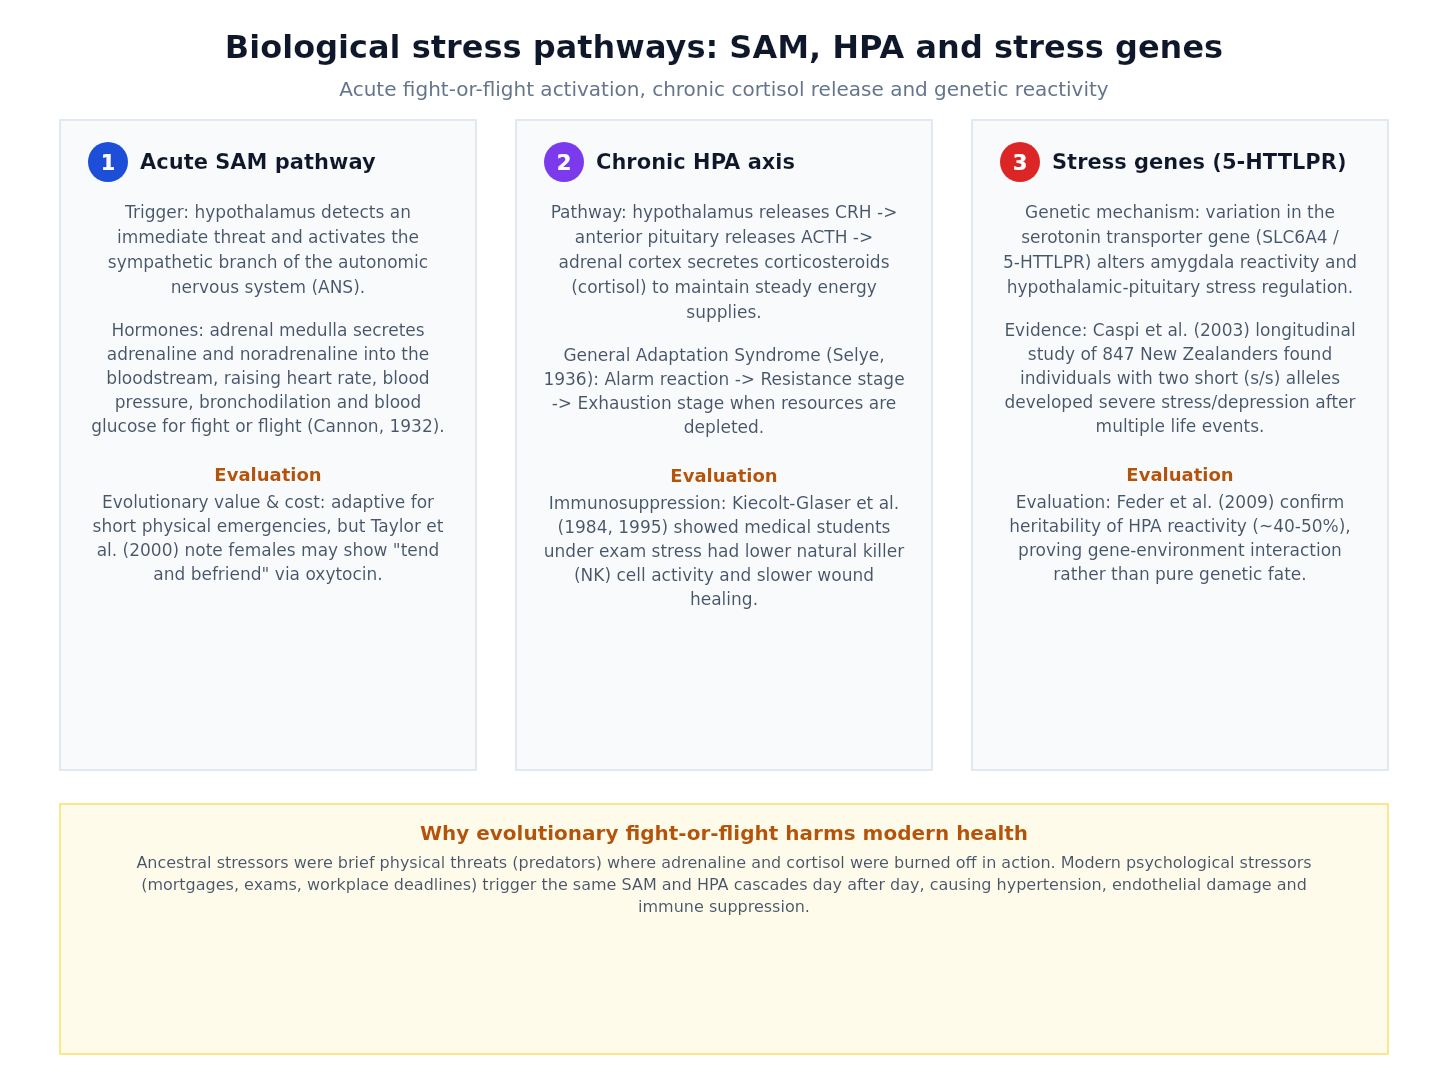 Biological stress pathways: SAM, HPA and stress genes
Acute fight-or-flight activation, chronic cortisol release and genetic reactivity
1 Acute SAM pathway
Trigger: hypothalamus detects an
immediate threat and activates the
sympathetic branch of the autonomic
nervous system (ANS).
Hormones: adrenal medulla secretes
adrenaline and noradrenaline into the
bloodstream, raising heart rate, blood
pressure, bronchodilation and blood
glucose for fight or flight (Cannon, 1932).
Evaluation
Evolutionary value & cost: adaptive for
short physical emergencies, but Taylor et
al. (2000) note females may show "tend
and befriend" via oxytocin.
2 Chronic HPA axis
Pathway: hypothalamus releases CRH ->
anterior pituitary releases ACTH ->
adrenal cortex secretes corticosteroids
(cortisol) to maintain steady energy
supplies.
General Adaptation Syndrome (Selye,
1936): Alarm reaction -> Resistance stage
-> Exhaustion stage when resources are
depleted.
Evaluation
Immunosuppression: Kiecolt-Glaser et al.
(1984, 1995) showed medical students
under exam stress had lower natural killer
(NK) cell activity and slower wound
healing.
3 Stress genes (5-HTTLPR)
Genetic mechanism: variation in the
serotonin transporter gene (SLC6A4 /
5-HTTLPR) alters amygdala reactivity and
hypothalamic-pituitary stress regulation.
Evidence: Caspi et al. (2003) longitudinal
study of 847 New Zealanders found
individuals with two short (s/s) alleles
developed severe stress/depression after
multiple life events.
Evaluation
Evaluation: Feder et al. (2009) confirm
heritability of HPA reactivity (~40-50%),
proving gene-environment interaction
rather than pure genetic fate.
Why evolutionary fight-or-flight harms modern health
Ancestral stressors were brief physical threats (predators) where adrenaline and cortisol were burned off in action. Modern psychological stressors
(mortgages, exams, workplace deadlines) trigger the same SAM and HPA cascades day after day, causing hypertension, endothelial damage and
immune suppression.